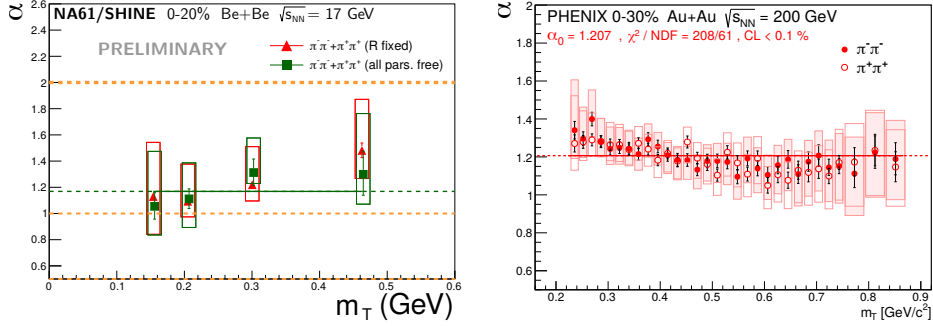 NA61/SHINE 0-20% Be+Be √s_NN = 17 GeV
PRELIMINARY
π⁻π⁻+π⁺π⁺ (R fixed)
π⁻π⁻+π⁺π⁺ (all pars. free)
α
2.6
2.4
2.2
2
1.8
1.6
1.4
1.2
1
0.8
0.6
0 0.1 0.2 0.3 0.4 0.5 0.6
m_T (GeV)
PHENIX 0-30% Au+Au √s_NN = 200 GeV
α₀ = 1.207 , χ² / NDF = 208/61 , CL < 0.1 %
π⁻π⁻
π⁺π⁺
α
2
1.8
1.6
1.4
1.2
1
0.8
0.6
0.2 0.3 0.4 0.5 0.6 0.7 0.8 0.9
m_T [GeV/c²]